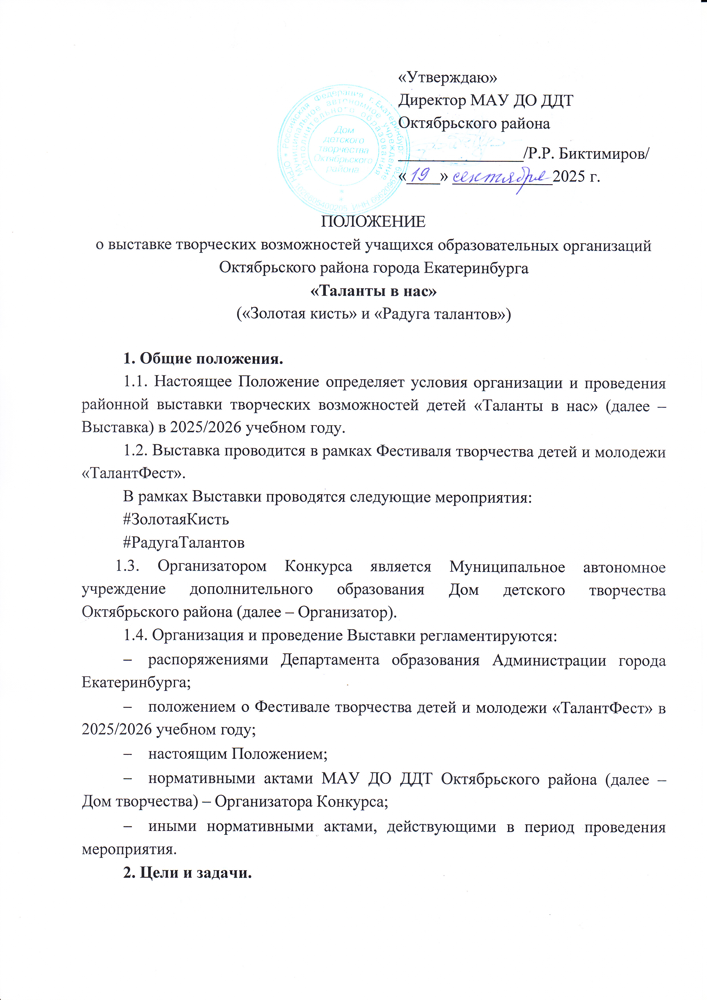 «Утверждаю»
Директор МАУ ДО ДДТ
Октябрьского района
/Р.Р. Биктимиров/
«19» сентября 2025 г.
* Российская Федерация г. Екатеринбург *
Муниципальное автономное учреждение
дополнительного образования
Дом
детского
творчества
Октябрьского
района
ОГРН 1026605400205 ИНН 6662096739
ПОЛОЖЕНИЕ
о выставке творческих возможностей учащихся образовательных организаций
Октябрьского района города Екатеринбурга
«Таланты в нас»
(«Золотая кисть» и «Радуга талантов»)
1. Общие положения.
1.1. Настоящее Положение определяет условия организации и проведения
районной выставки творческих возможностей детей «Таланты в нас» (далее –
Выставка) в 2025/2026 учебном году.
1.2. Выставка проводится в рамках Фестиваля творчества детей и молодежи
«ТалантФест».
В рамках Выставки проводятся следующие мероприятия:
#ЗолотаяКисть
#РадугаТалантов
1.3. Организатором Конкурса является Муниципальное автономное
учреждение дополнительного образования Дом детского творчества
Октябрьского района (далее – Организатор).
1.4. Организация и проведение Выставки регламентируются:
– распоряжениями Департамента образования Администрации города
Екатеринбурга;
– положением о Фестивале творчества детей и молодежи «ТалантФест» в
2025/2026 учебном году;
– настоящим Положением;
– нормативными актами МАУ ДО ДДТ Октябрьского района (далее –
Дом творчества) – Организатора Конкурса;
– иными нормативными актами, действующими в период проведения
мероприятия.
2. Цели и задачи.